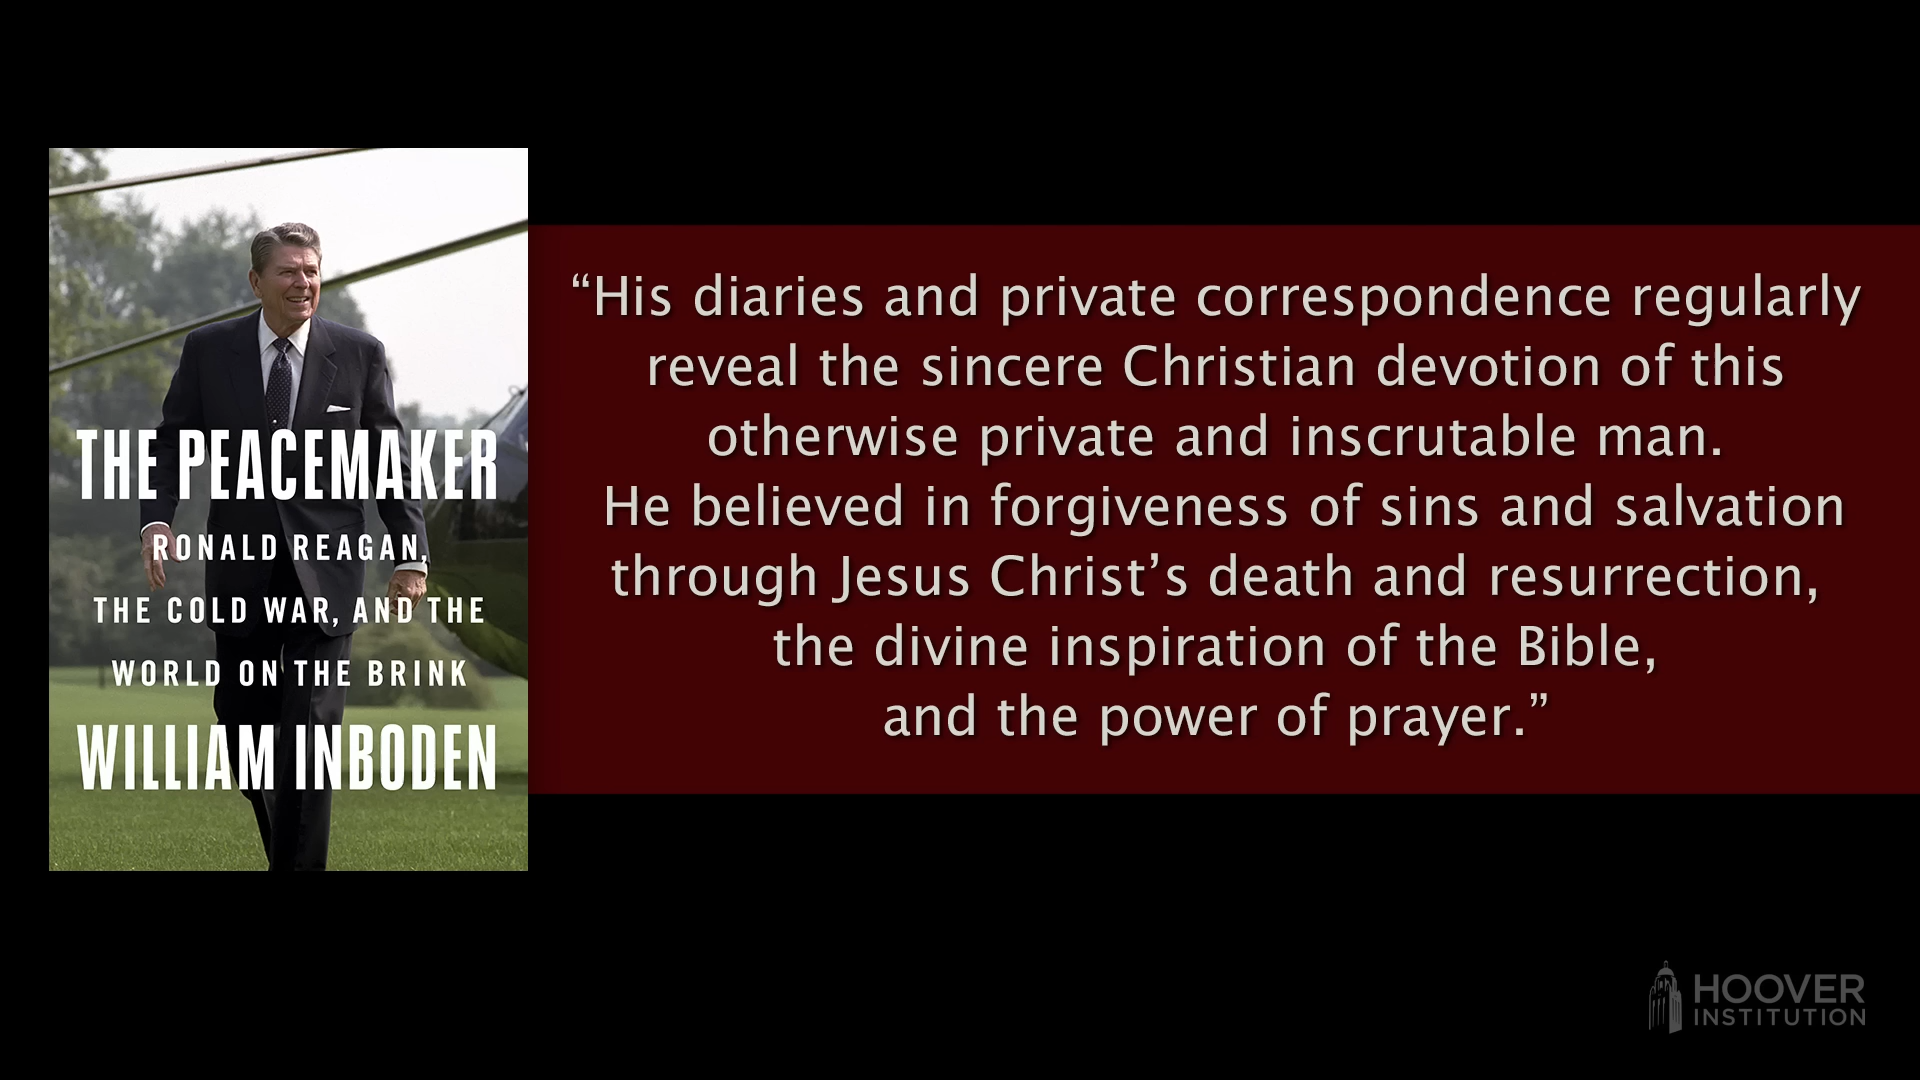 THE PEACEMAKER
RONALD REAGAN,
THE COLD WAR, AND THE
WORLD ON THE BRINK
WILLIAM INBODEN
“His diaries and private correspondence regularly
reveal the sincere Christian devotion of this
otherwise private and inscrutable man.
He believed in forgiveness of sins and salvation
through Jesus Christ’s death and resurrection,
the divine inspiration of the Bible,
and the power of prayer.”
HOOVER
INSTITUTION